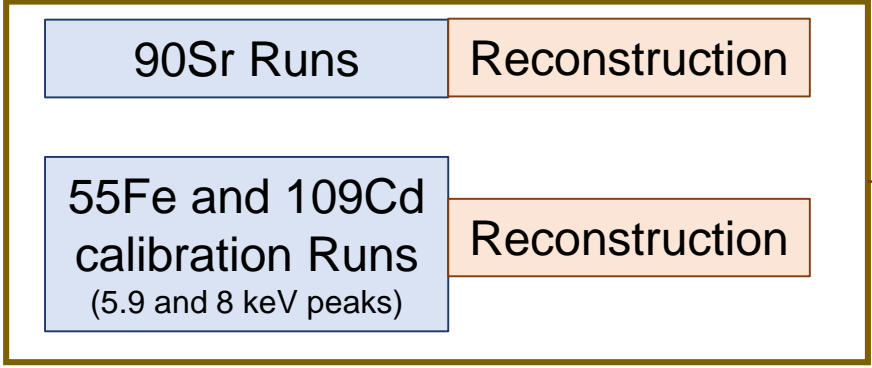 90Sr Runs
Reconstruction
55Fe and 109Cd
calibration Runs
(5.9 and 8 keV peaks)
Reconstruction